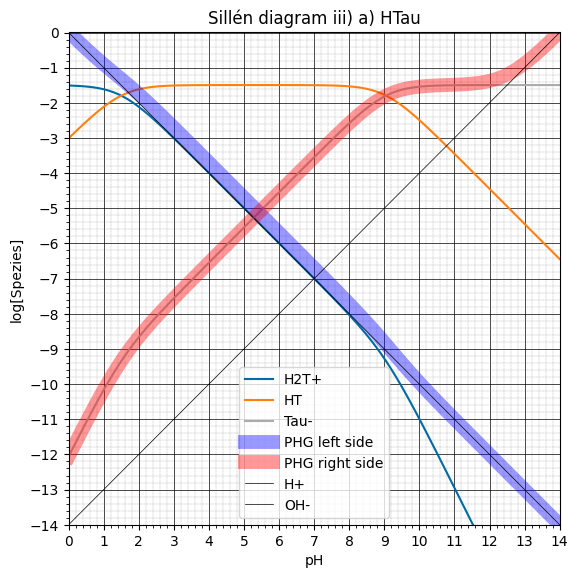 Sillén diagram iii) a) HTau
0
−1
−2
−3
−4
−5
−6
−7
−8
−9
−10
−11
−12
−13
−14
log[Spezies]
H2T+
HT
Tau-
PHG left side
PHG right side
H+
OH-
0 1 2 3 4 5 6 7 8 9 10 11 12 13 14
pH